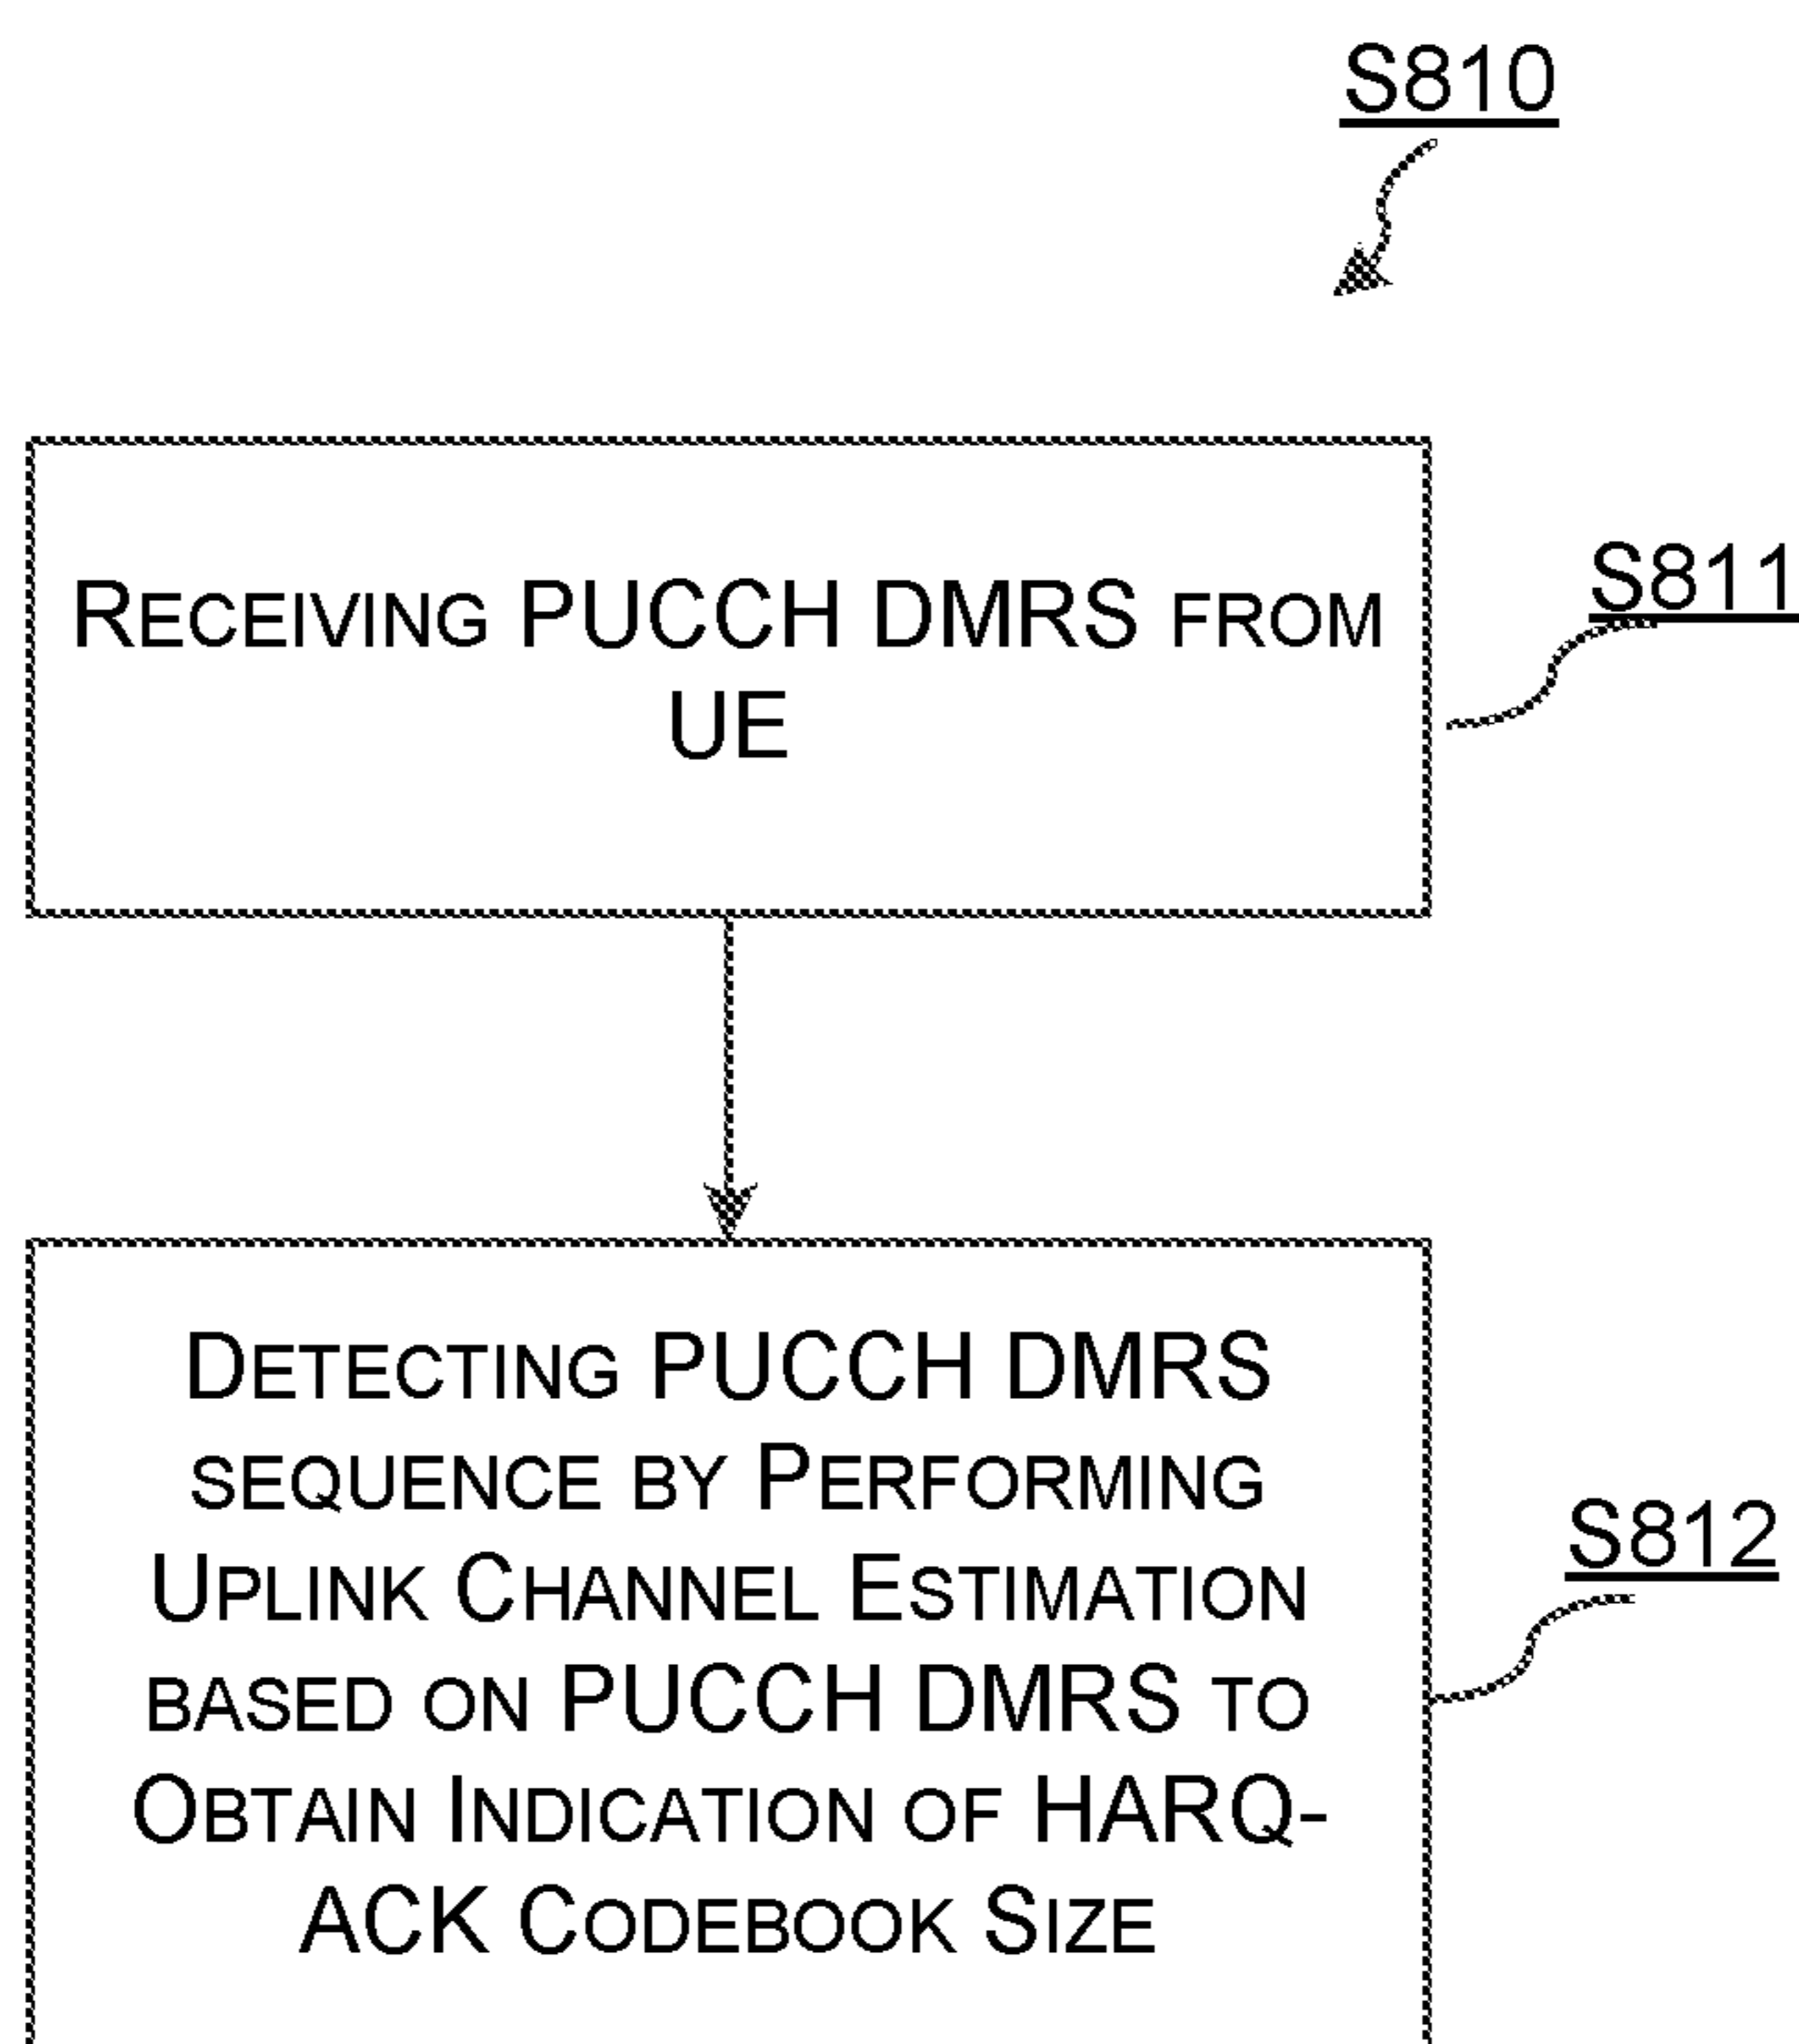 S810
RECEIVING PUCCH DMRS FROM
UE
S811
DETECTING PUCCH DMRS
SEQUENCE BY PERFORMING
UPLINK CHANNEL ESTIMATION
BASED ON PUCCH DMRS TO
OBTAIN INDICATION OF HARQ-
ACK CODEBOOK SIZE
S812